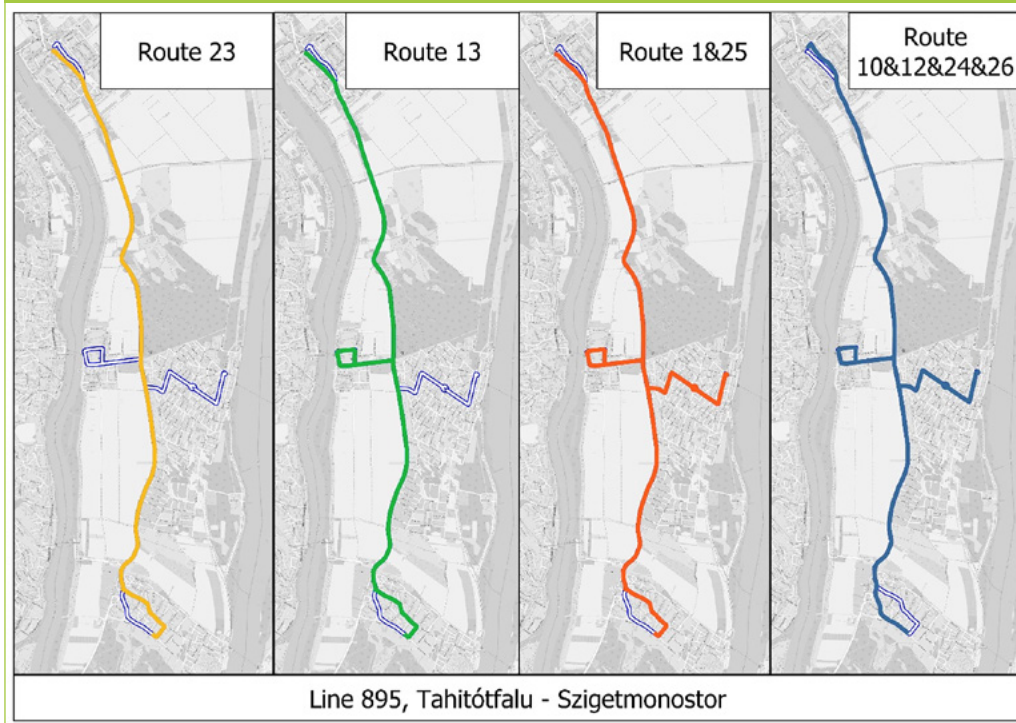 Route 23
Route 13
Route 1&25
Route
10&12&24&26
Line 895, Tahitótfalu - Szigetmonostor